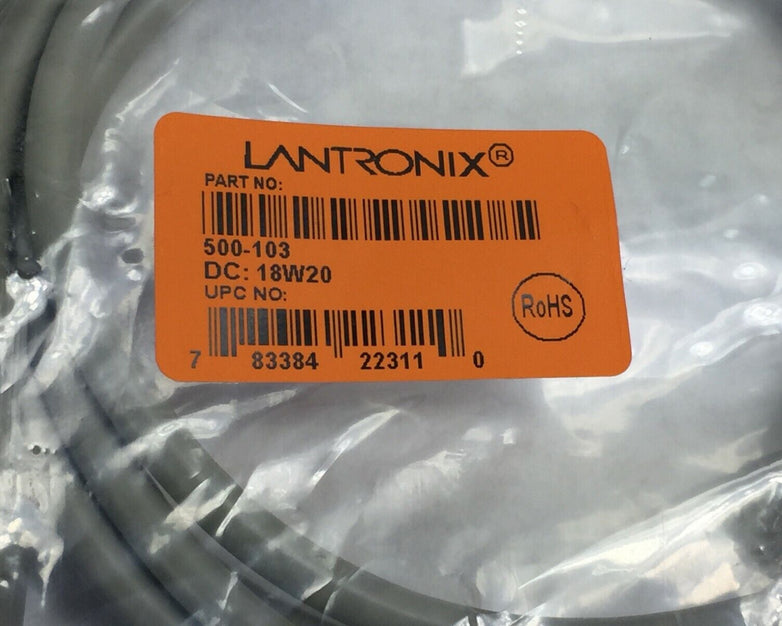 LANTRONIX®
PART NO:
500-103
DC: 18W20
UPC NO:
RoHS
7 83384 22311 0